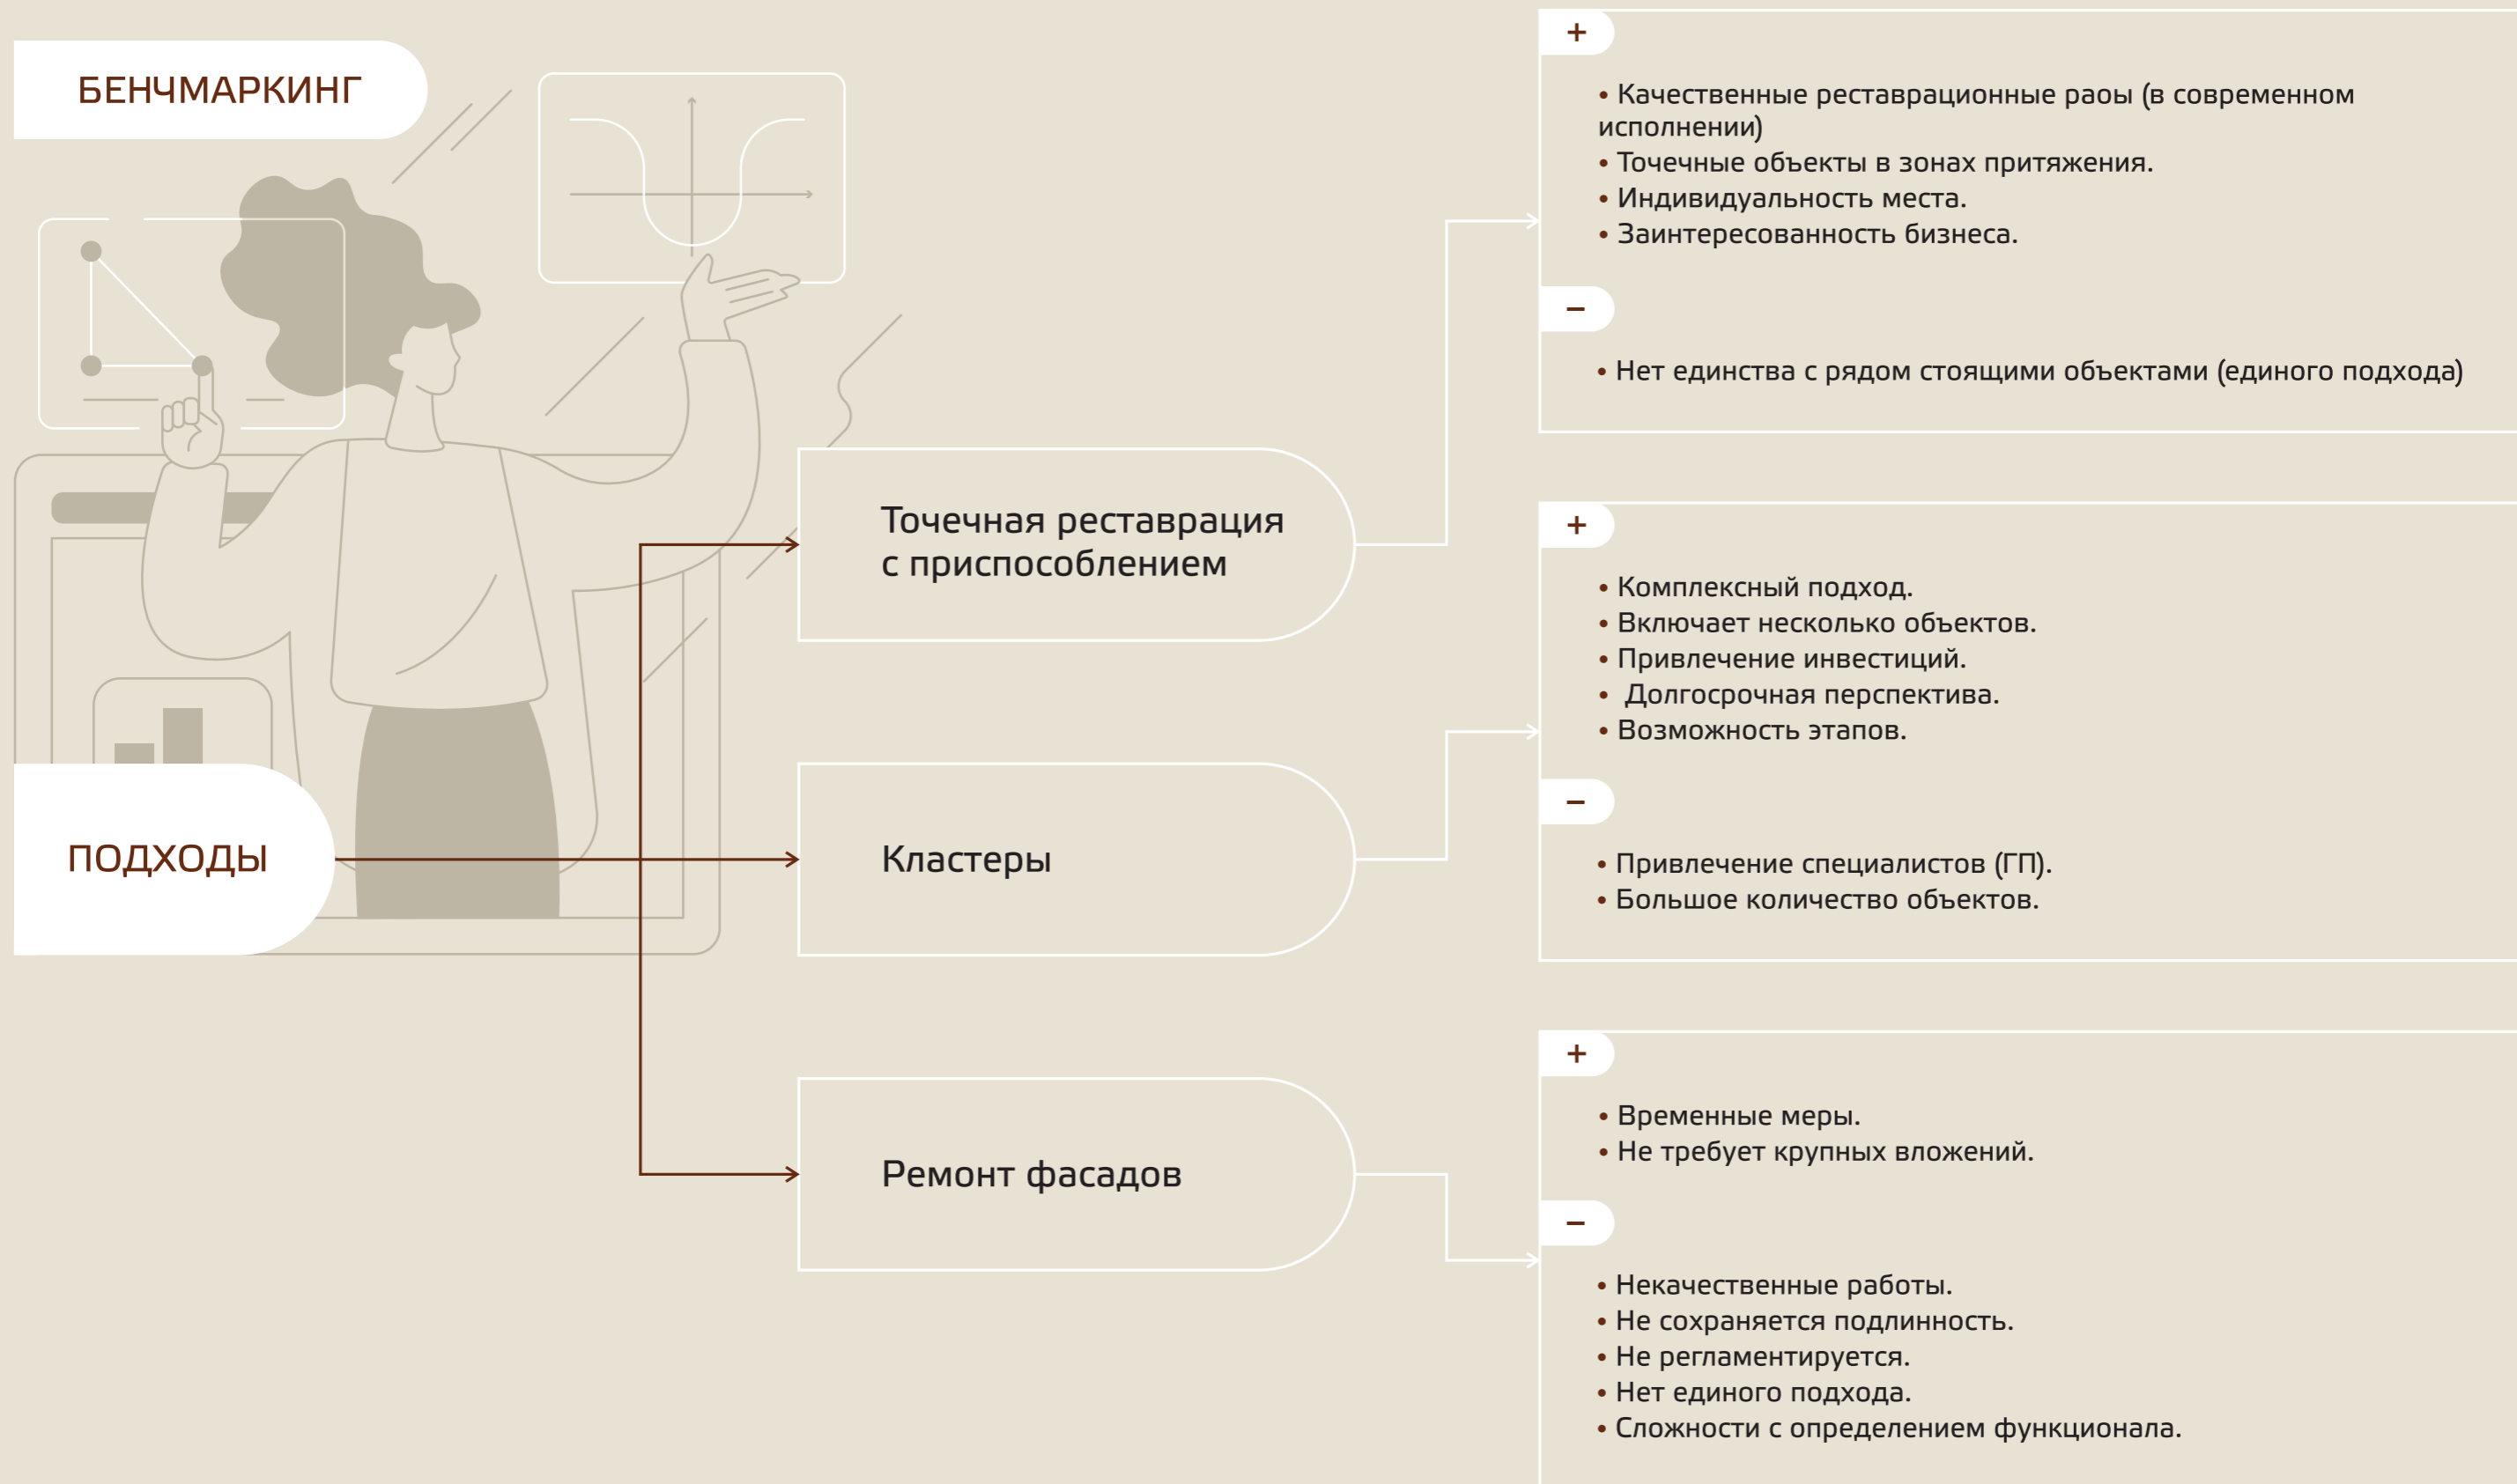 БЕНЧМАРКИНГ
ПОДХОДЫ
Точечная реставрация
с приспособлением
+
• Качественные реставрационные раоы (в современном
исполнении)
• Точечные объекты в зонах притяжения.
• Индивидуальность места.
• Заинтересованность бизнеса.
–
• Нет единства с рядом стоящими объектами (единого подхода)
Кластеры
+
• Комплексный подход.
• Включает несколько объектов.
• Привлечение инвестиций.
• Долгосрочная перспектива.
• Возможность этапов.
–
• Привлечение специалистов (ГП).
• Большое количество объектов.
Ремонт фасадов
+
• Временные меры.
• Не требует крупных вложений.
–
• Некачественные работы.
• Не сохраняется подлинность.
• Не регламентируется.
• Нет единого подхода.
• Сложности с определением функционала.